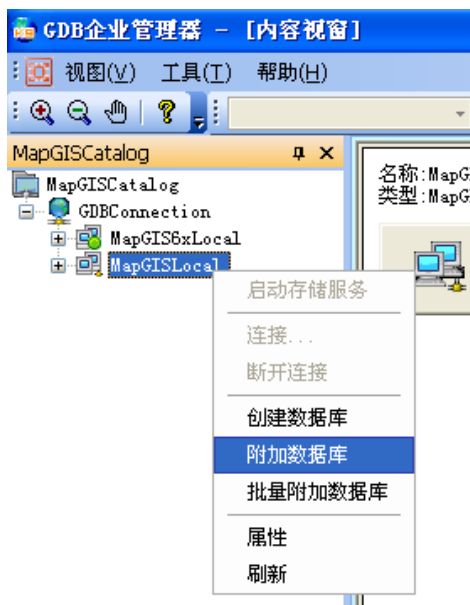 GDB企业管理器 - [内容视窗]
视图(V) 工具(T) 帮助(H)
MapGISCatalog
MapGISCatalog
GDBConnection
MapGIS6xLocal
MapGISLocal
名称:MapG
类型:MapG
启动存储服务
连接...
断开连接
创建数据库
附加数据库
批量附加数据库
属性
刷新